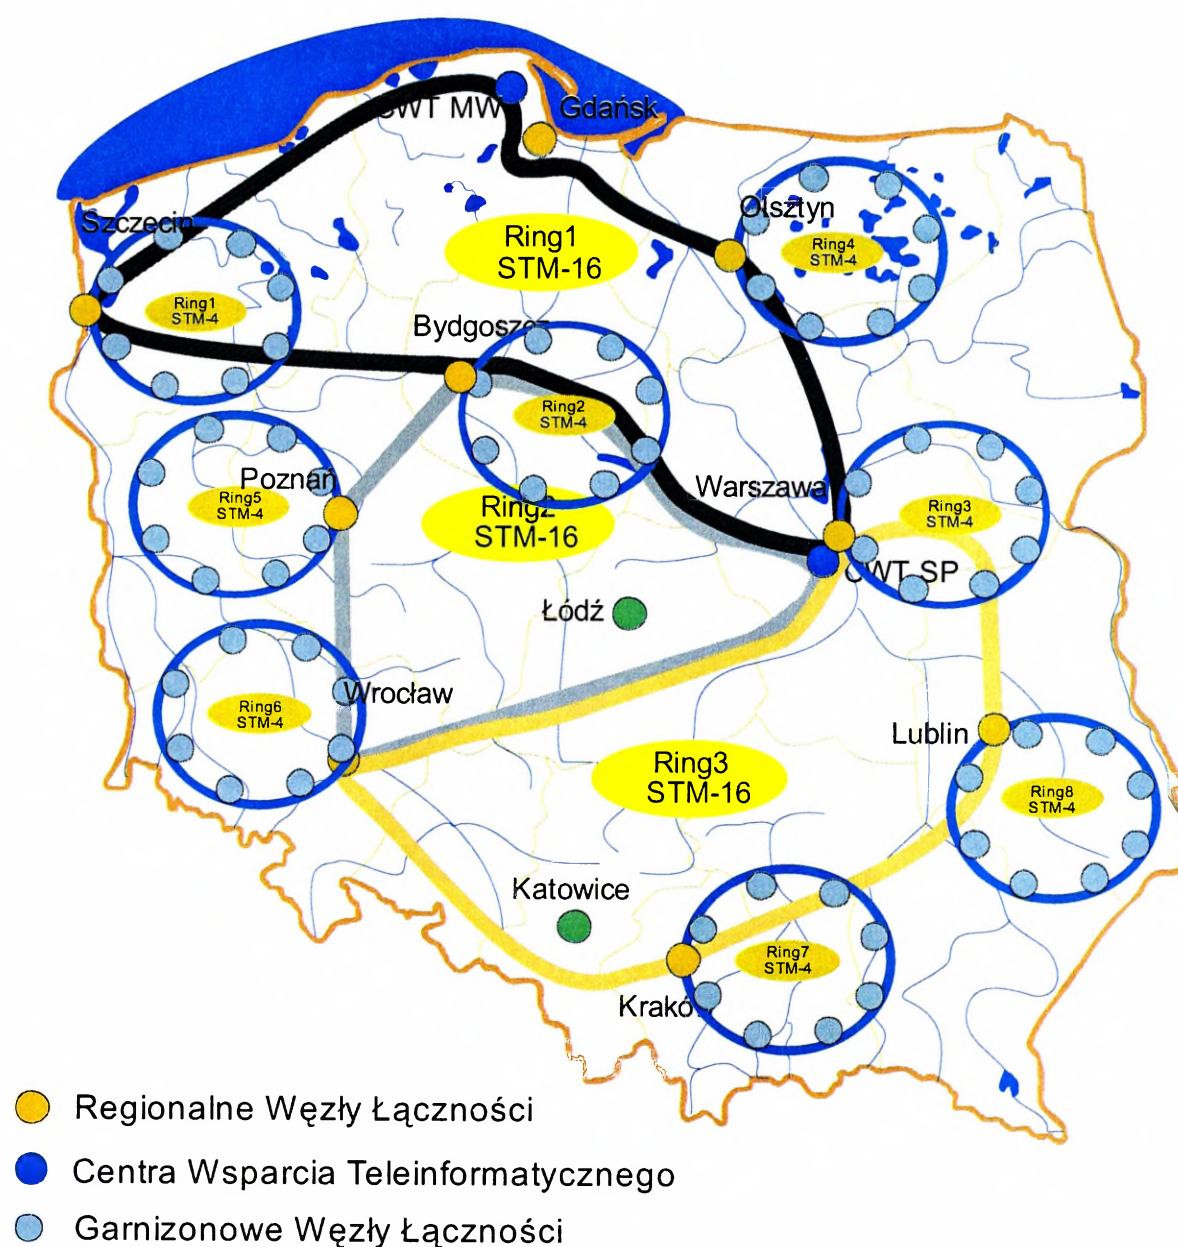 CWT MW
Gdańsk
Szczecin
Olsztyn
Ring1
STM-16
Ring4
STM-4
Ring1
STM-4
Bydgoszcz
Ring2
STM-4
Poznań
Warszawa
Ring5
STM-4
Ring2
STM-16
Ring3
STM-4
CWT SP
Łódź
Wrocław
Ring6
STM-4
Lublin
Ring3
STM-16
Ring8
STM-4
Katowice
Ring7
STM-4
Kraków
Regionalne Węzły Łączności
Centra Wsparcia Teleinformatycznego
Garnizonowe Węzły Łączności